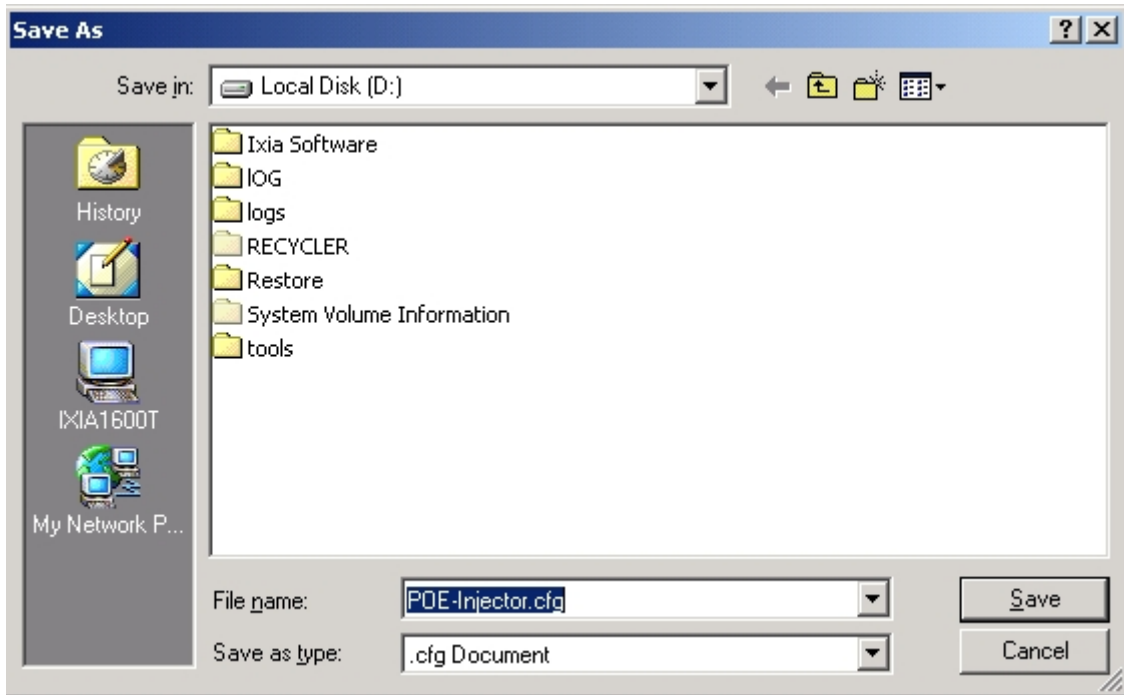 Save As
Save in: Local Disk (D:)
Ixia Software
lOG
logs
RECYCLER
Restore
System Volume Information
tools
History
Desktop
IXIA1600T
My Network P...
File name: POE-Injector.cfg Save
Save as type: .cfg Document Cancel